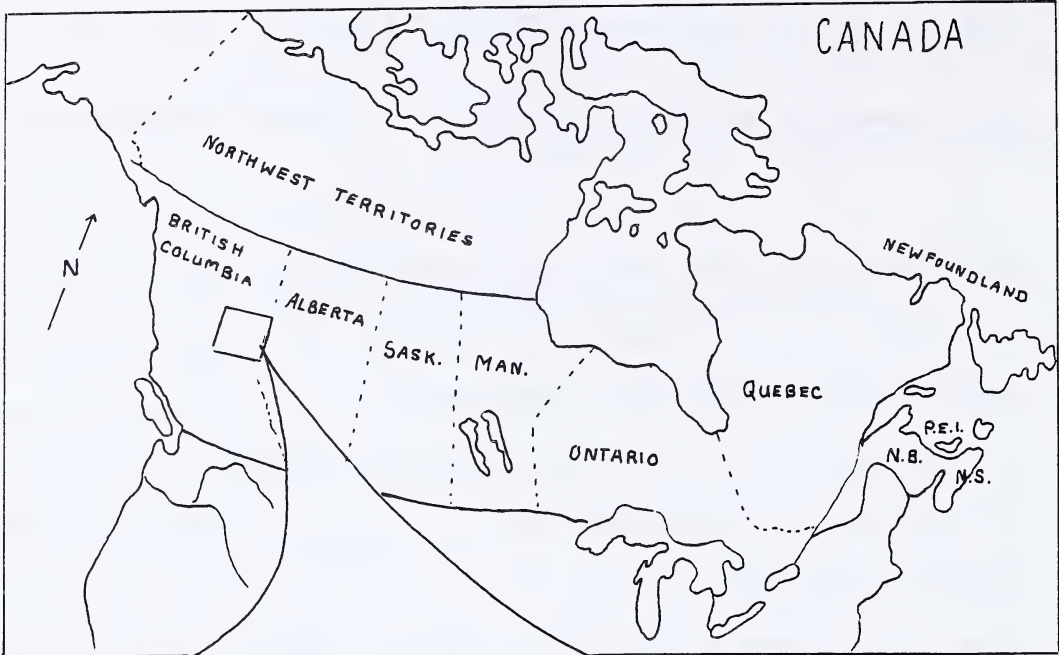 CANADA
NORTHWEST TERRITORIES
BRITISH
COLUMBIA
N
ALBERTA
SASK.
MAN.
ONTARIO
QUEBEC
NEWFOUNDLAND
P.E.I.
N.B.
N.S.